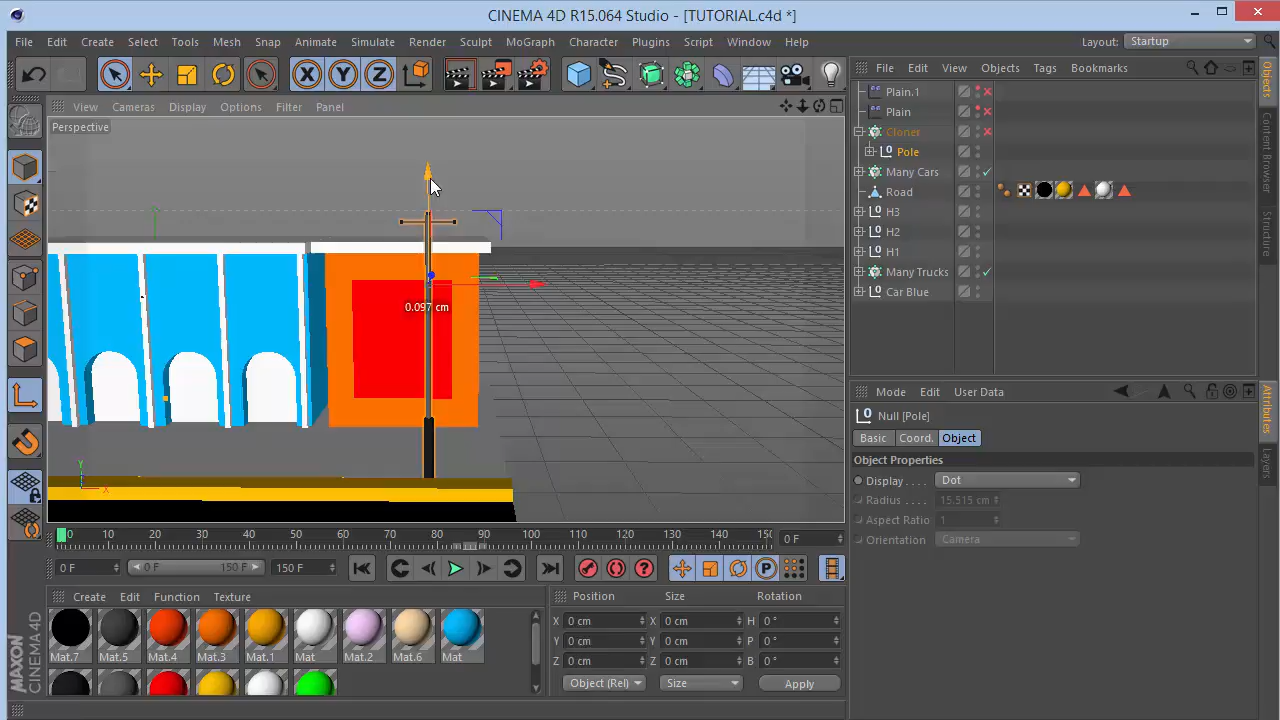 CINEMA 4D R15.064 Studio - [TUTORIAL.c4d *]
File Edit Create Select Tools Mesh Snap Animate Simulate Render Sculpt MoGraph Character Plugins Script Window Help Layout: Startup
X Y Z
File Edit View Objects Tags Bookmarks
View Cameras Display Options Filter Panel
Perspective
Plain.1
Plain
Cloner
Pole
Many Cars
Road
H3
H2
H1
Many Trucks
Car Blue
Objects
Content Browser
Structure
0.097 cm
Y
X
Mode Edit User Data
Null [Pole]
Basic Coord. Object
Object Properties
Display . . . . Dot
Radius . . . . 15.515 cm
Aspect Ratio 1
Orientation Camera
Attributes
Layers
0 10 20 30 40 50 60 70 80 90 100 110 120 130 140 150 0 F
0 F 0 F 150 F 150 F
P
Create Edit Function Texture
Mat.7 Mat.5 Mat.4 Mat.3 Mat.1 Mat Mat.2 Mat.6 Mat
Position Size Rotation
X 0 cm X 0 cm H 0 °
Y 0 cm Y 0 cm P 0 °
Z 0 cm Z 0 cm B 0 °
Object (Rel) Size Apply
MAXON
CINEMA 4D